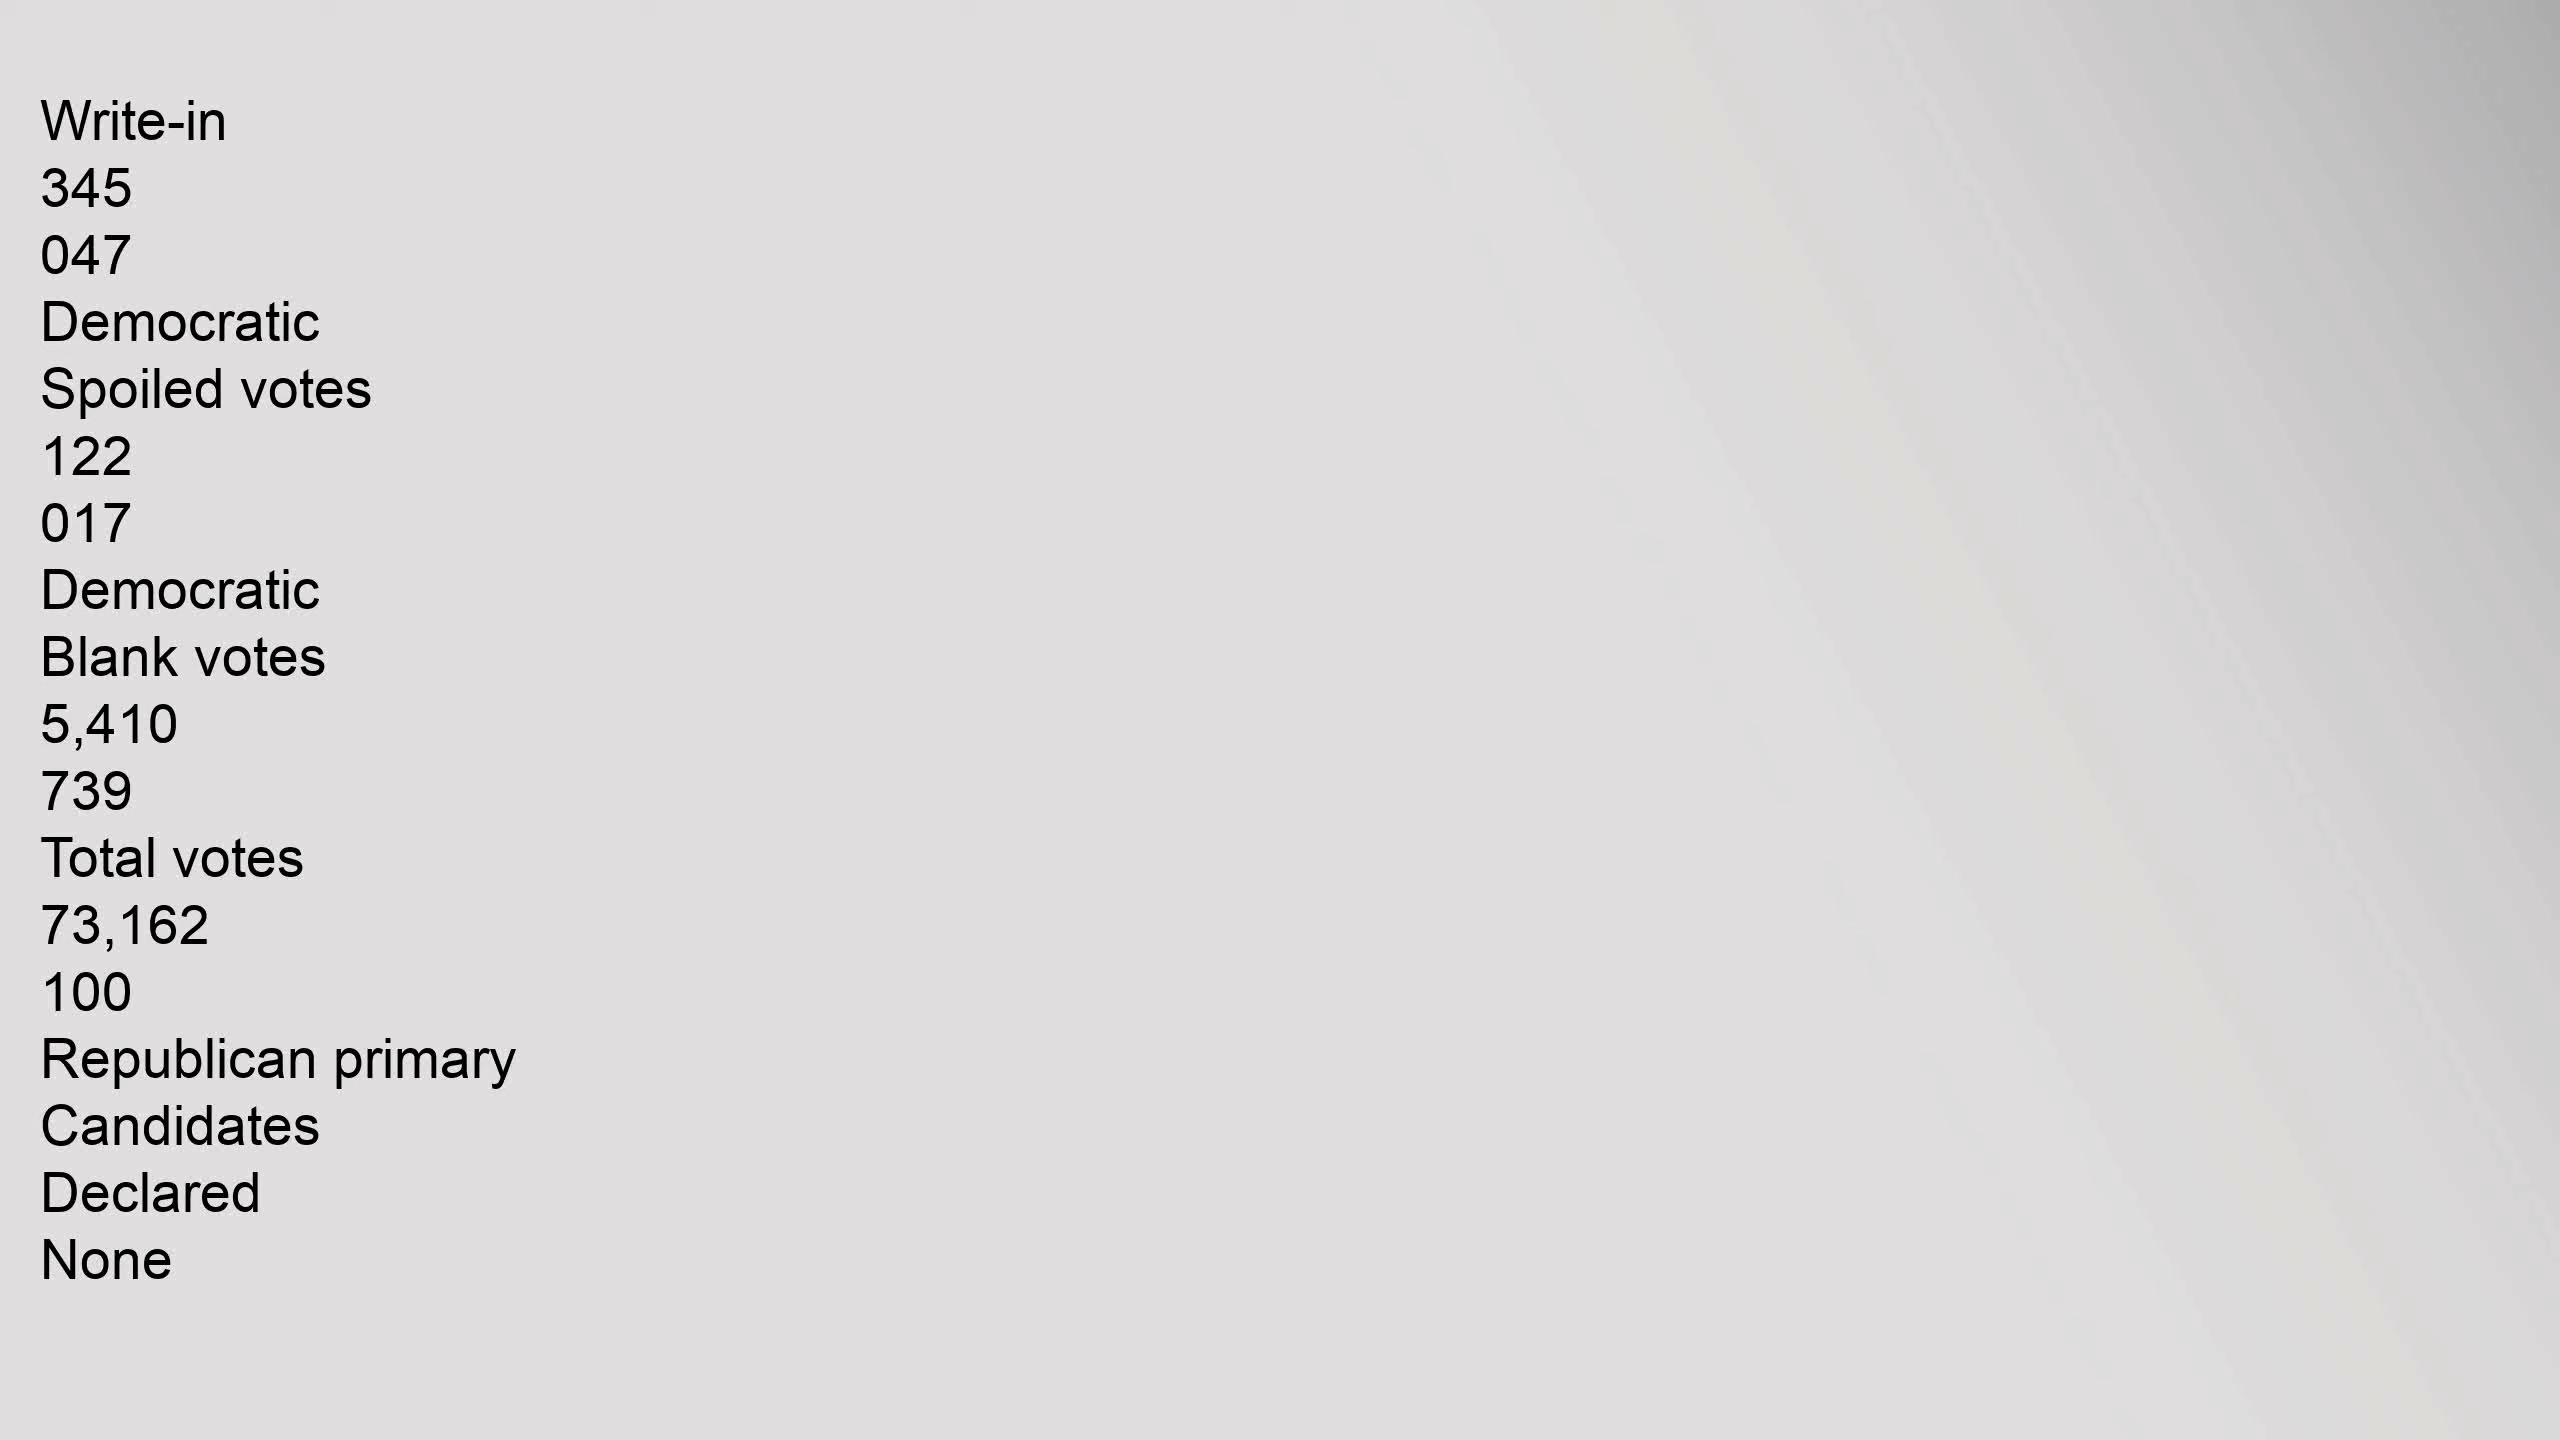 Write-in
345
047
Democratic
Spoiled votes
122
017
Democratic
Blank votes
5,410
739
Total votes
73,162
100
Republican primary
Candidates
Declared
None